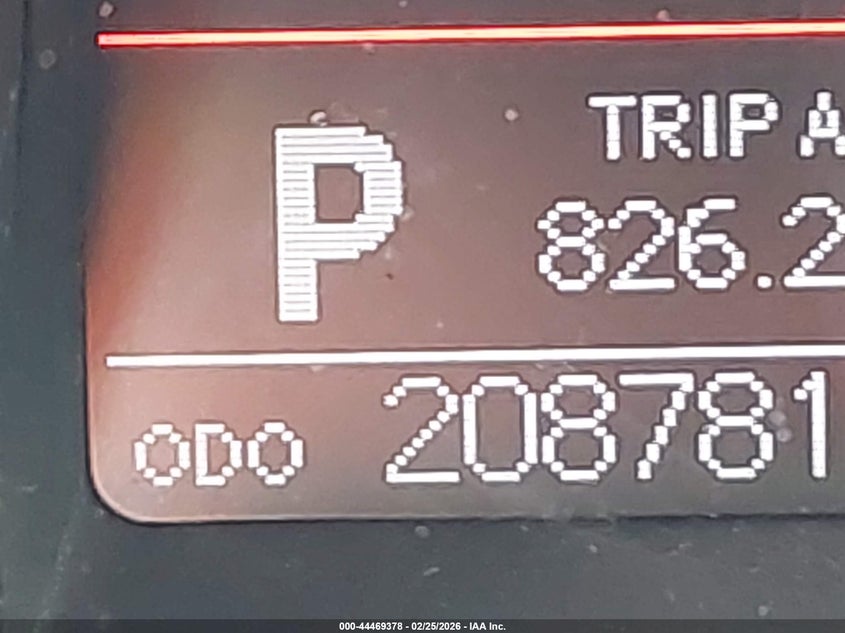 TRIP A
P
826.2
ODO 208781
000-44469378 - 02/25/2026 - IAA Inc.